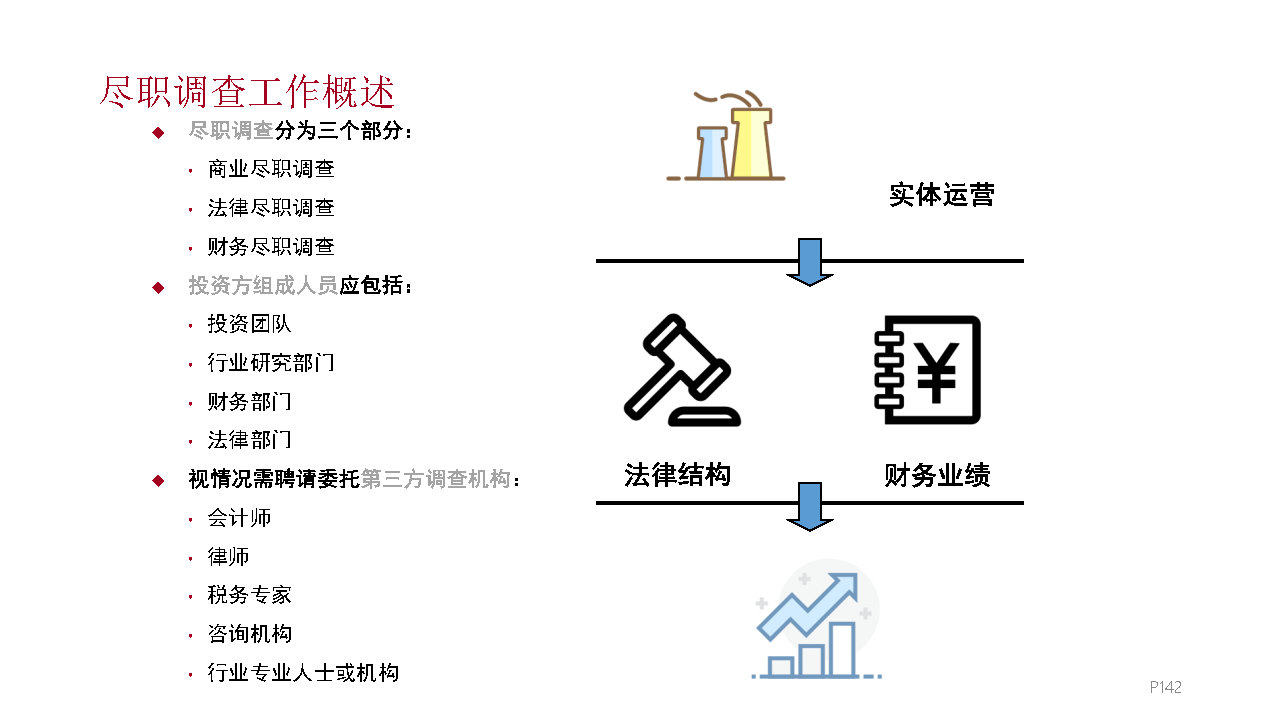 尽职调查工作概述
尽职调查分为三个部分：
商业尽职调查
法律尽职调查
财务尽职调查
投资方组成人员应包括：
投资团队
行业研究部门
财务部门
法律部门
视情况需聘请委托第三方调查机构：
会计师
律师
税务专家
咨询机构
行业专业人士或机构
实体运营
¥
法律结构
财务业绩
P142